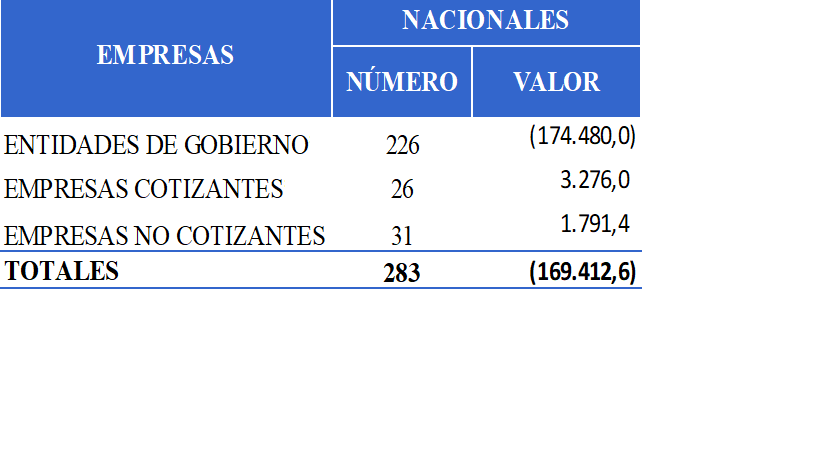 EMPRESAS NACIONALES
NÚMERO VALOR
ENTIDADES DE GOBIERNO 226 (174.480,0)
EMPRESAS COTIZANTES 26 3.276,0
EMPRESAS NO COTIZANTES 31 1.791,4
TOTALES 283 (169.412,6)